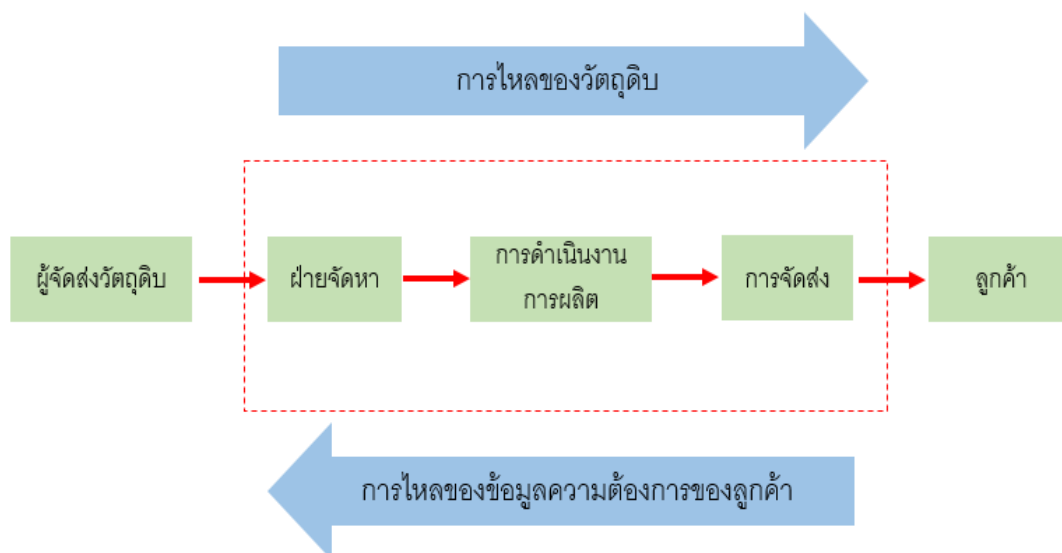 การไหลของวัตถุดิบ
ผู้จัดส่งวัตถุดิบ
ฝ่ายจัดหา
การดำเนินงาน
การผลิต
การจัดส่ง
ลูกค้า
การไหลของข้อมูลความต้องการของลูกค้า